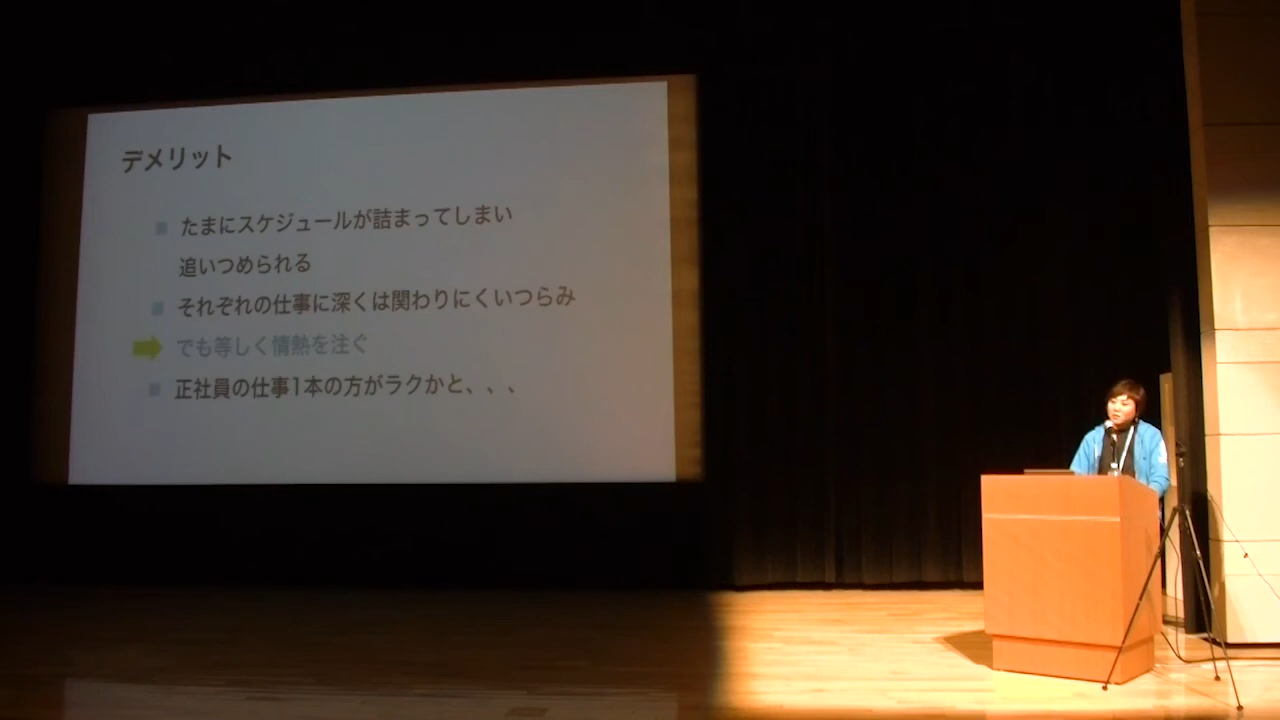 デメリット
たまにスケジュールが詰まってしまい
追いつめられる
それぞれの仕事に深くは関わりにくいつらみ
でも等しく情熱を注ぐ
正社員の仕事1本の方がラクかと、、、